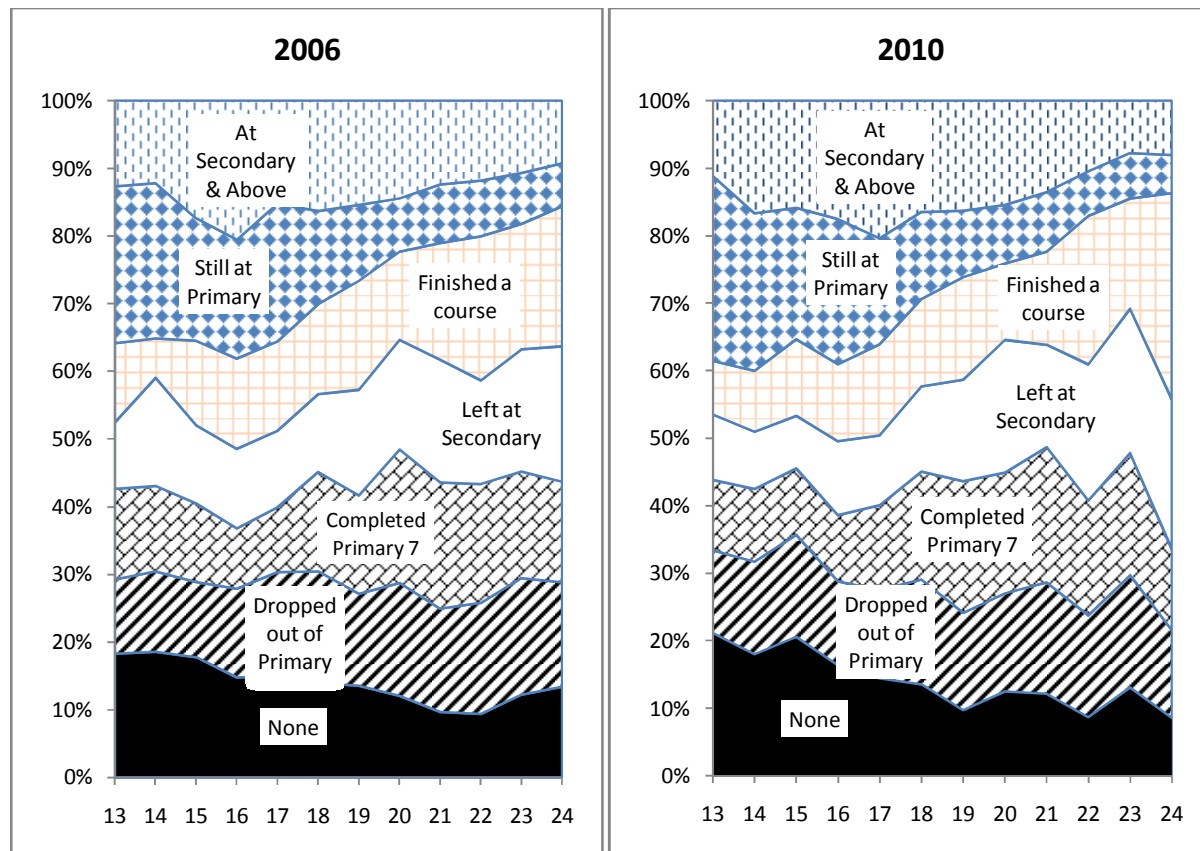 2006
100%
90%
80%
70%
60%
50%
40%
30%
20%
10%
0%
At
Secondary
& Above
Still at
Primary
Finished a
course
Left at
Secondary
Completed
Primary 7
Dropped
out of
Primary
None
13 14 15 16 17 18 19 20 21 22 23 24
2010
100%
90%
80%
70%
60%
50%
40%
30%
20%
10%
0%
At
Secondary
& Above
Still at
Primary
Finished a
course
Left at
Secondary
Completed
Primary 7
Dropped
out of
Primary
None
13 14 15 16 17 18 19 20 21 22 23 24